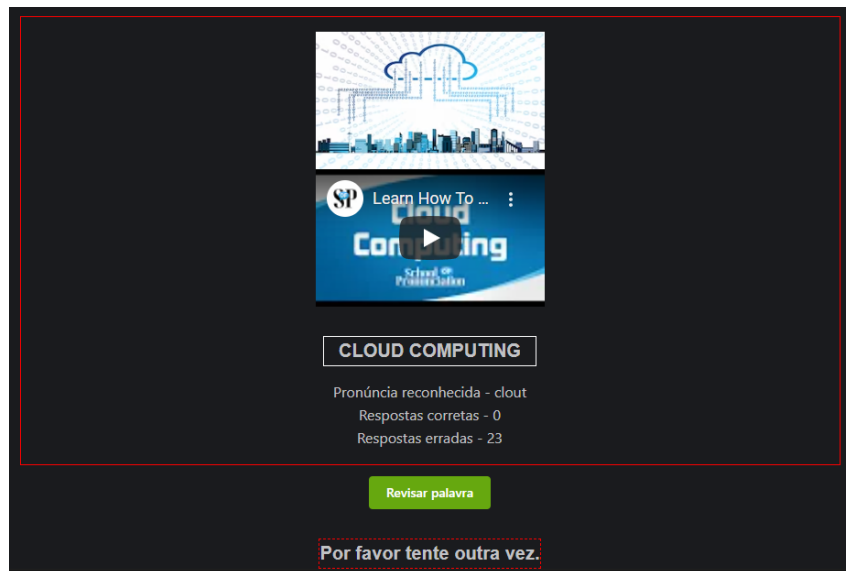 SP Learn How To ...
Cloud
Computing
School of
Pronunciation
CLOUD COMPUTING
Pronúncia reconhecida - clout
Respostas corretas - 0
Respostas erradas - 23
Revisar palavra
Por favor tente outra vez.